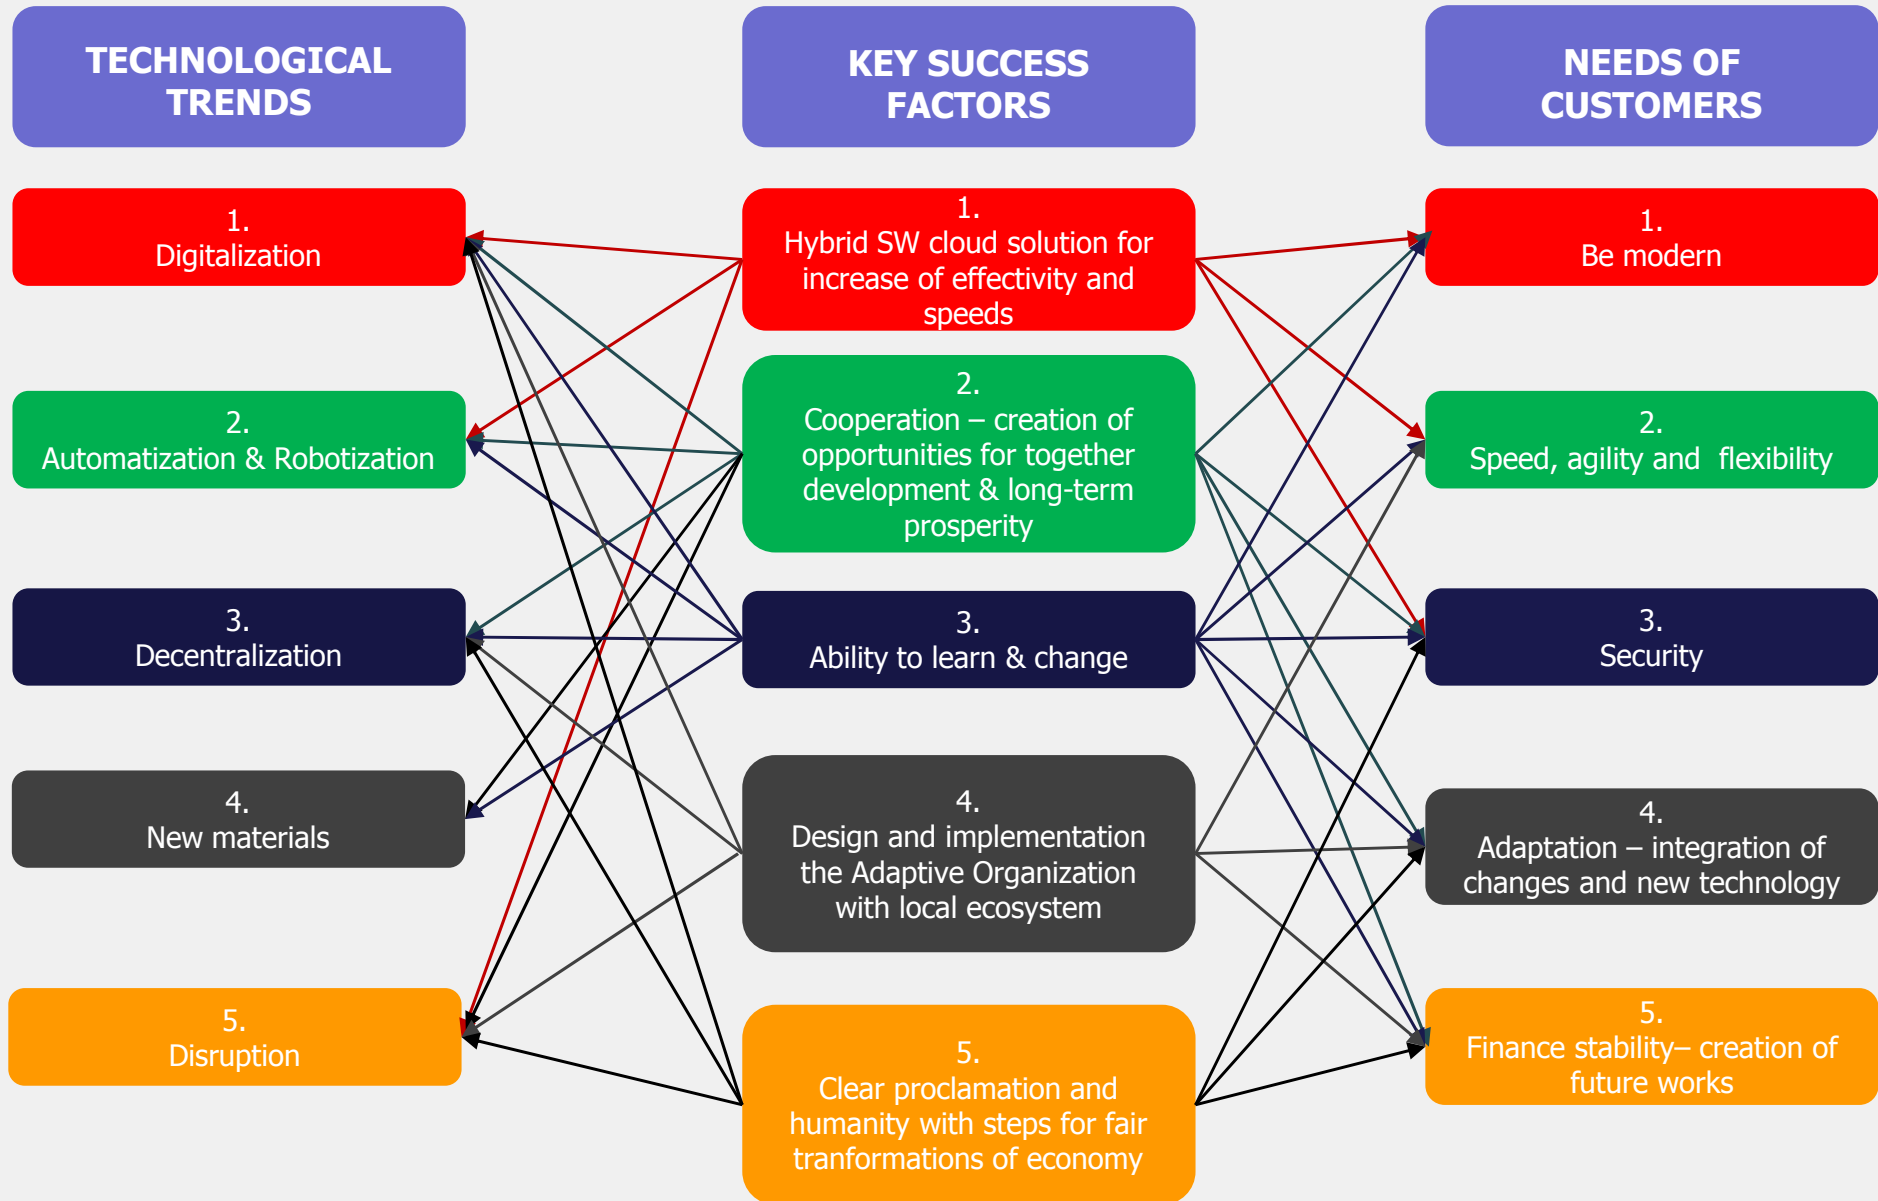 TECHNOLOGICAL
TRENDS
1.
Digitalization
2.
Automatization & Robotization
3.
Decentralization
4.
New materials
5.
Disruption
KEY SUCCESS
FACTORS
1.
Hybrid SW cloud solution for
increase of effectivity and
speeds
2.
Cooperation – creation of
opportunities for together
development & long-term
prosperity
3.
Ability to learn & change
4.
Design and implementation
the Adaptive Organization
with local ecosystem
5.
Clear proclamation and
humanity with steps for fair
tranformations of economy
NEEDS OF
CUSTOMERS
1.
Be modern
2.
Speed, agility and  flexibility
3.
Security
4.
Adaptation – integration of
changes and new technology
5.
Finance stability– creation of
future works